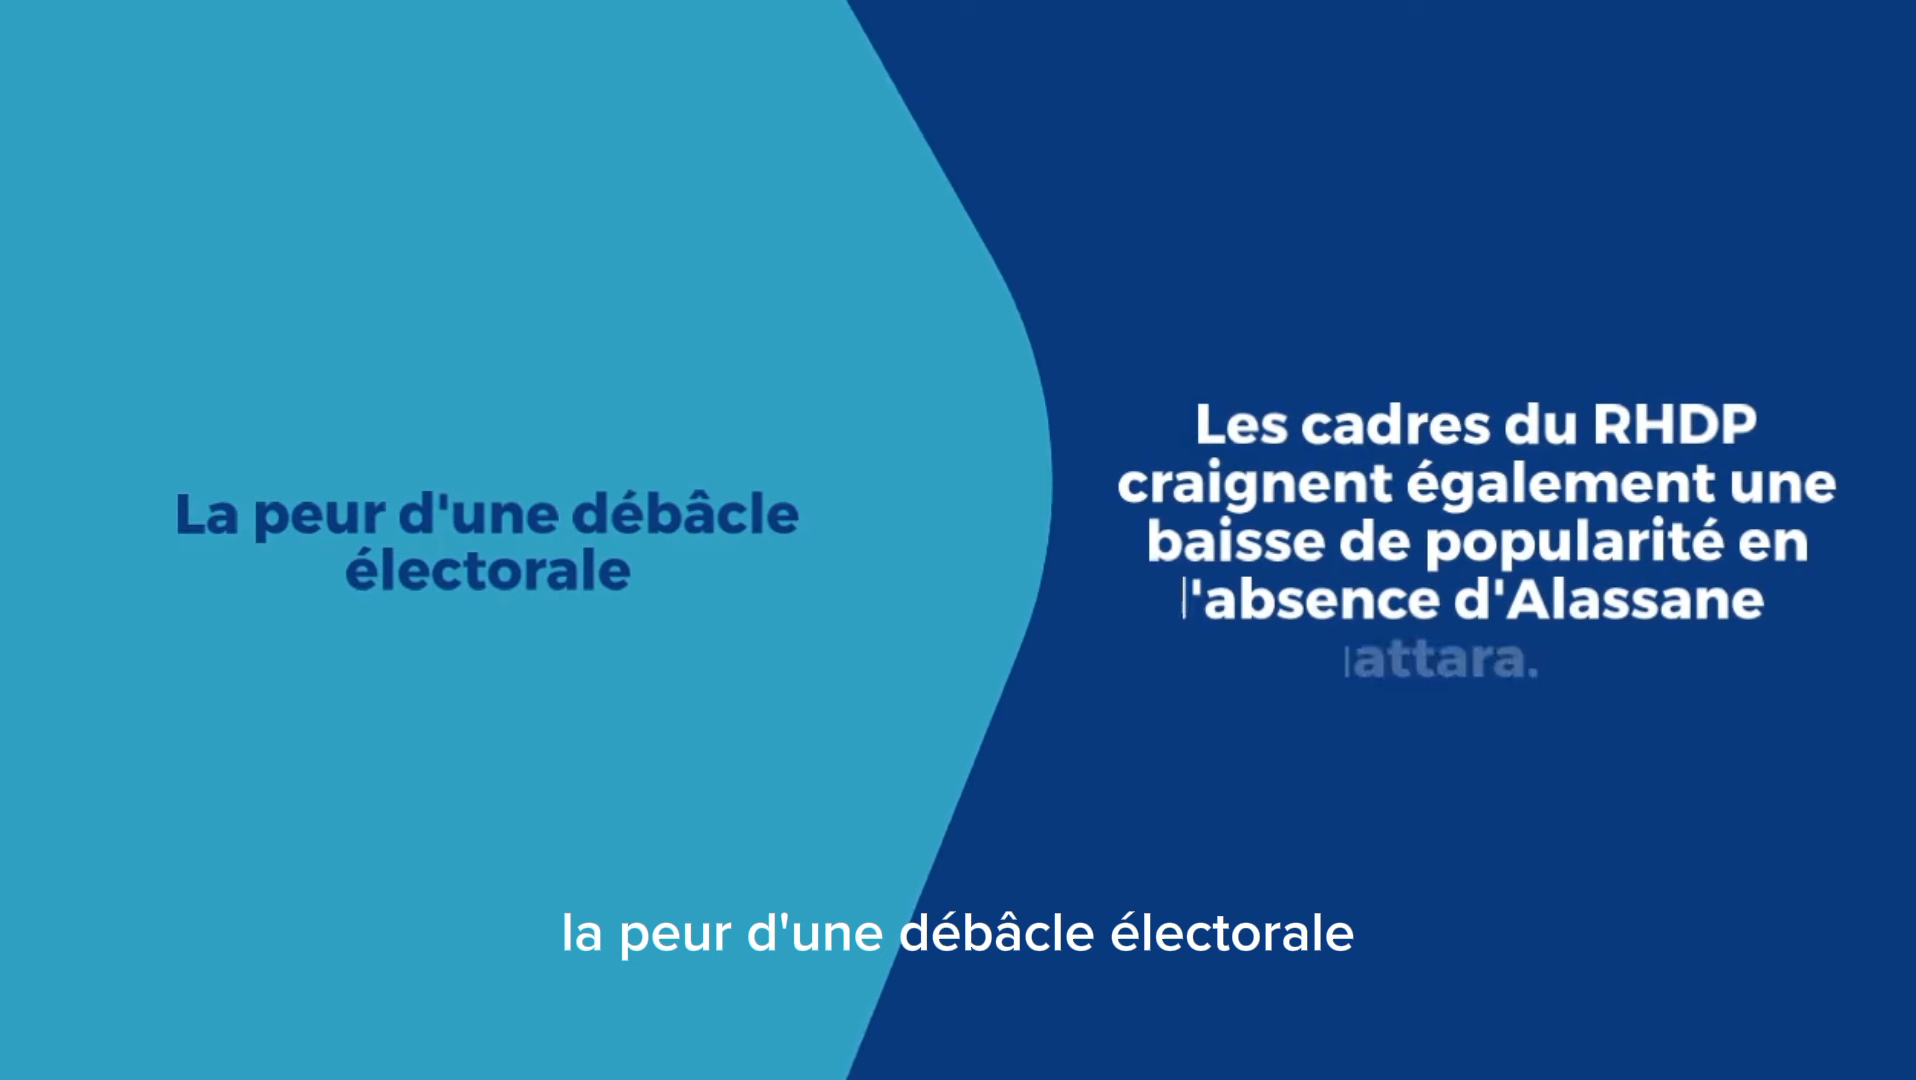 La peur d'une débâcle
électorale
Les cadres du RHDP
craignent également une
baisse de popularité en
l'absence d'Alassane
attara.
la peur d'une débâcle électorale